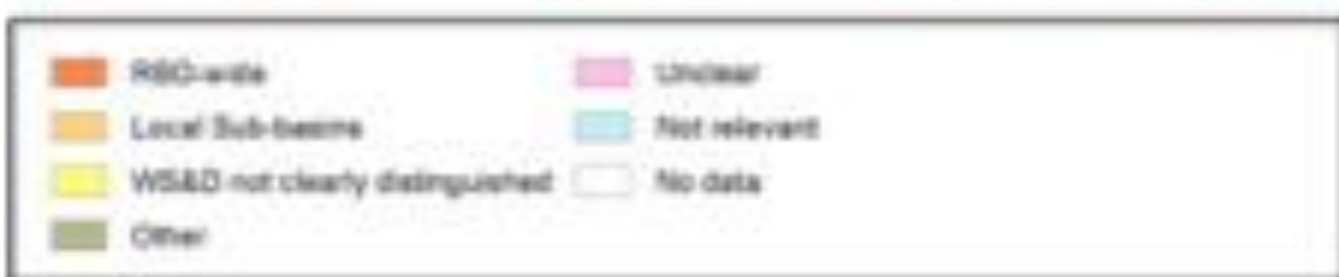 RBD-wide
Local Sub-basins
WS&D not clearly distinguished
Other
Unclear
Not relevant
No data